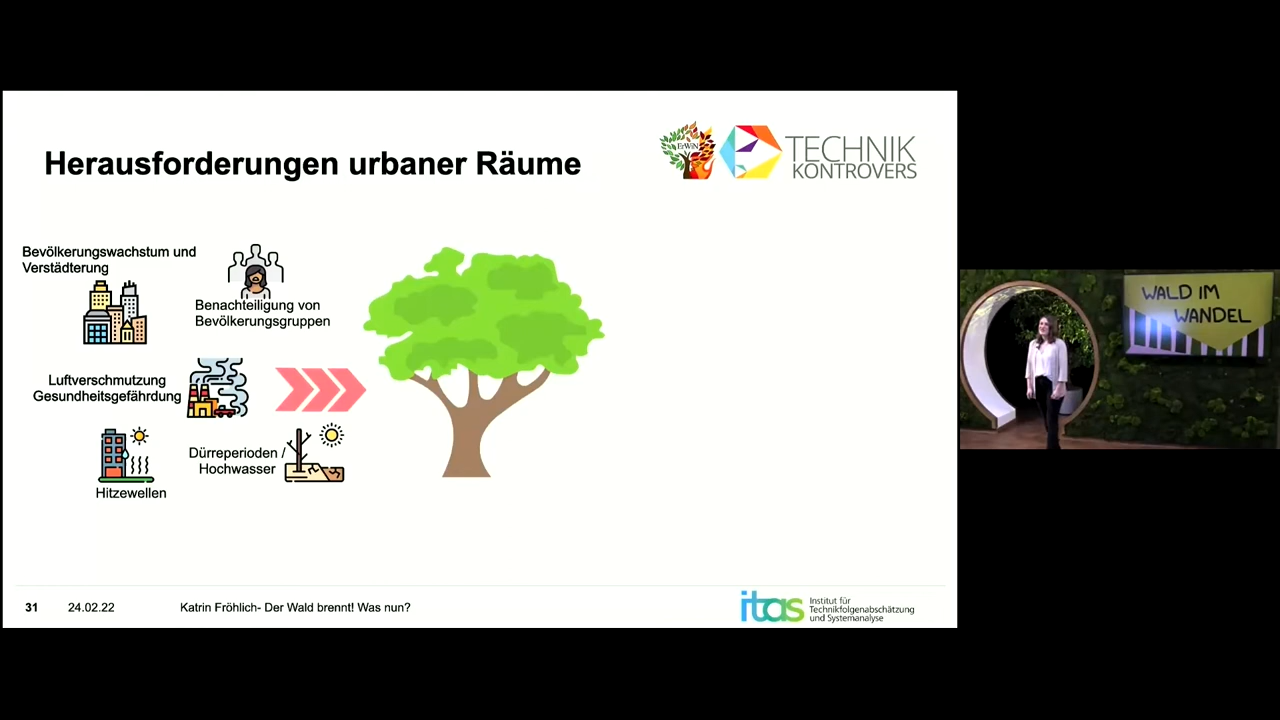 Herausforderungen urbaner Räume
ErWiN
TECHNIK
KONTROVERS
Bevölkerungswachstum und
Verstädterung
Benachteiligung von
Bevölkerungsgruppen
Luftverschmutzung
Gesundheitsgefährdung
Dürreperioden /
Hochwasser
Hitzewellen
WALD IM
WANDEL
31 24.02.22 Katrin Fröhlich- Der Wald brennt! Was nun?
itas
Institut für
Technikfolgenabschätzung
und Systemanalyse